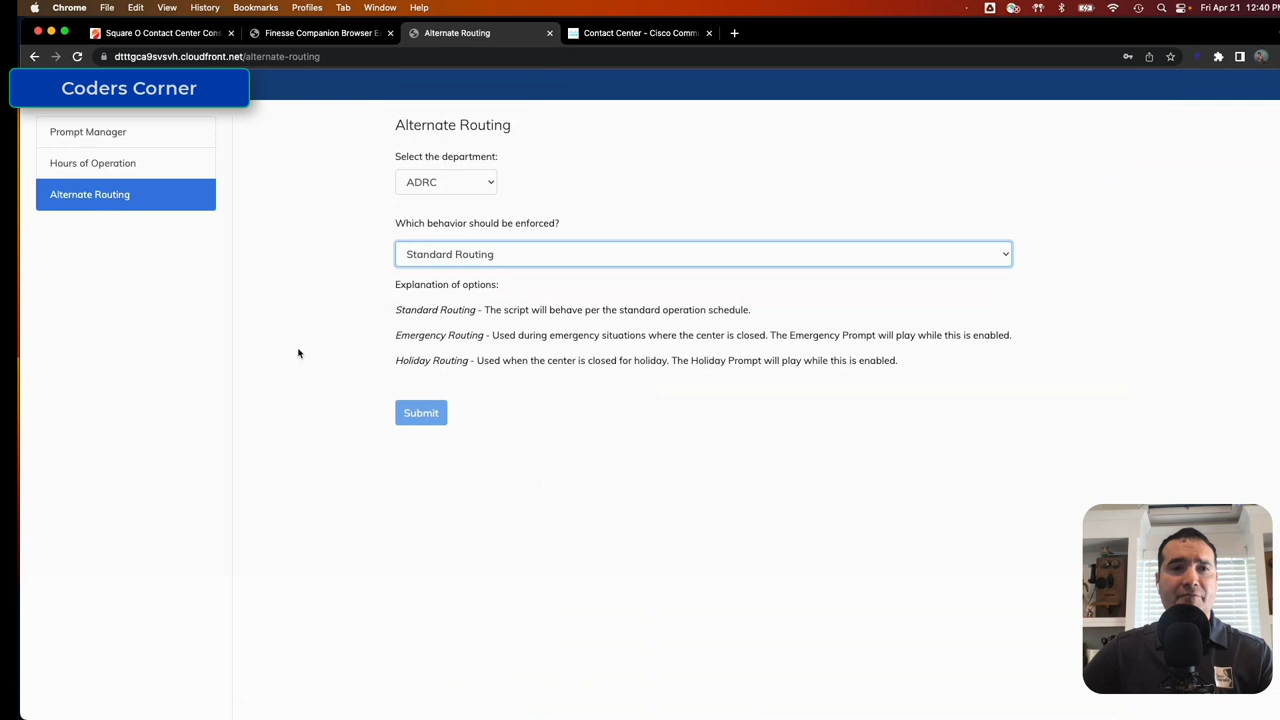 Chrome File Edit View History Bookmarks Profiles Tab Window Help
Fri Apr 21 12:40
Square O Contact Center Cons
Finesse Companion Browser E
Alternate Routing
Contact Center - Cisco Comm
dtttgca9svsvh.cloudfront.net/alternate-routing
Coders Corner
Prompt Manager
Hours of Operation
Alternate Routing
Alternate Routing
Select the department:
ADRC
Which behavior should be enforced?
Standard Routing
Explanation of options:
Standard Routing - The script will behave per the standard operation schedule.
Emergency Routing - Used during emergency situations where the center is closed. The Emergency Prompt will play while this is enabled.
Holiday Routing - Used when the center is closed for holiday. The Holiday Prompt will play while this is enabled.
Submit